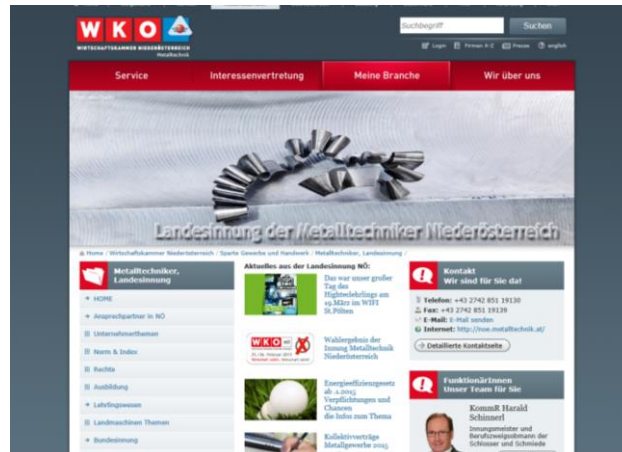 WKO
WIRTSCHAFTSKAMMER NIEDERÖSTERREICH
Metalltechnik
Suchbegriff
Suchen
Login Firmen A-Z Presse english
Service
Interessenvertretung
Meine Branche
Wir über uns
Landesinnung der Metalltechniker Niederösterreich
Home / Wirtschaftskammer Niederösterreich / Sparte Gewerbe und Handwerk / Metalltechniker, Landesinnung /
Metalltechniker,
Landesinnung
HOME
Ansprechpartner in NÖ
Unternehmerthemen
Norm & Index
Rechte
Ausbildung
Lehrlingswesen
Landmaschinen Themen
Bundesinnung
Aktuelles aus der Landesinnung NÖ:
Das war unser großer
Tag des
Hightechlehrlings am
19.März im WIFI
St.Pölten
WKO
Wahlergebnis der
Innung Metalltechnik
Niederösterreich
Energieeffizienzgesetz
ab .1.2015
Verpflichtungen und
Chancen
die Infos zum Thema
Kollektivverträge
Metallgewerbe 2015
Kontakt
Wir sind für Sie da!
Telefon: +43 2742 851 19130
Fax: +43 2742 851 19139
E-Mail: E-Mail senden
Internet: http://noe.metalltechnik.at/
Detaillierte Kontaktseite
FunktionärInnen
Unser Team für Sie
KommR Harald
Schinnerl
Innungsmeister und
Berufszweigsobmann der
Schlosser und Schmiede